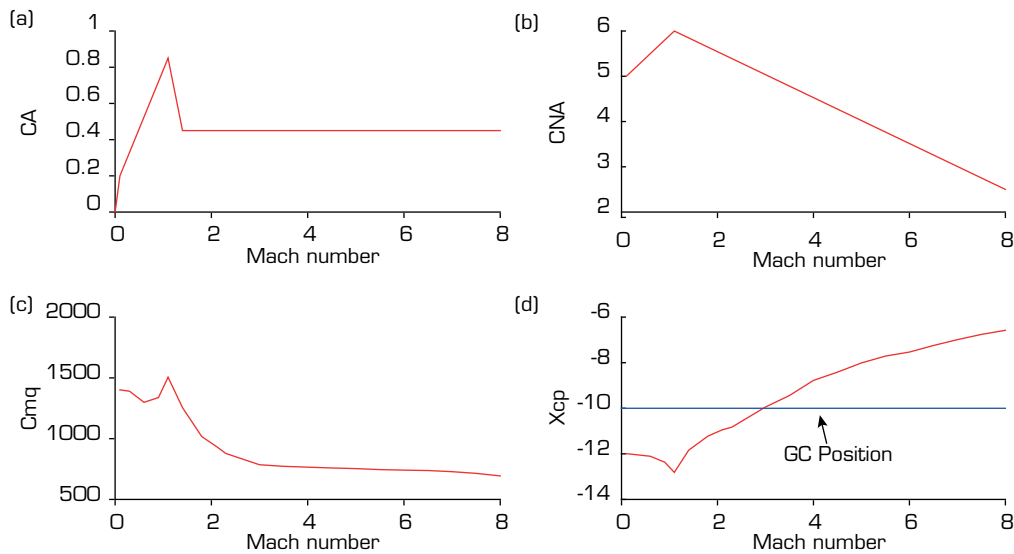 (a)
1
0.8
0.6
0.4
0.2
0
CA
0 2 4 6 8
Mach number
(b)
6
5
4
3
2
CNA
0 2 4 6 8
Mach number
(c)
2000
1500
1000
500
Cmq
0 2 4 6 8
Mach number
(d)
-6
-8
-10
-12
-14
Xcp
GC Position
0 2 4 6 8
Mach number